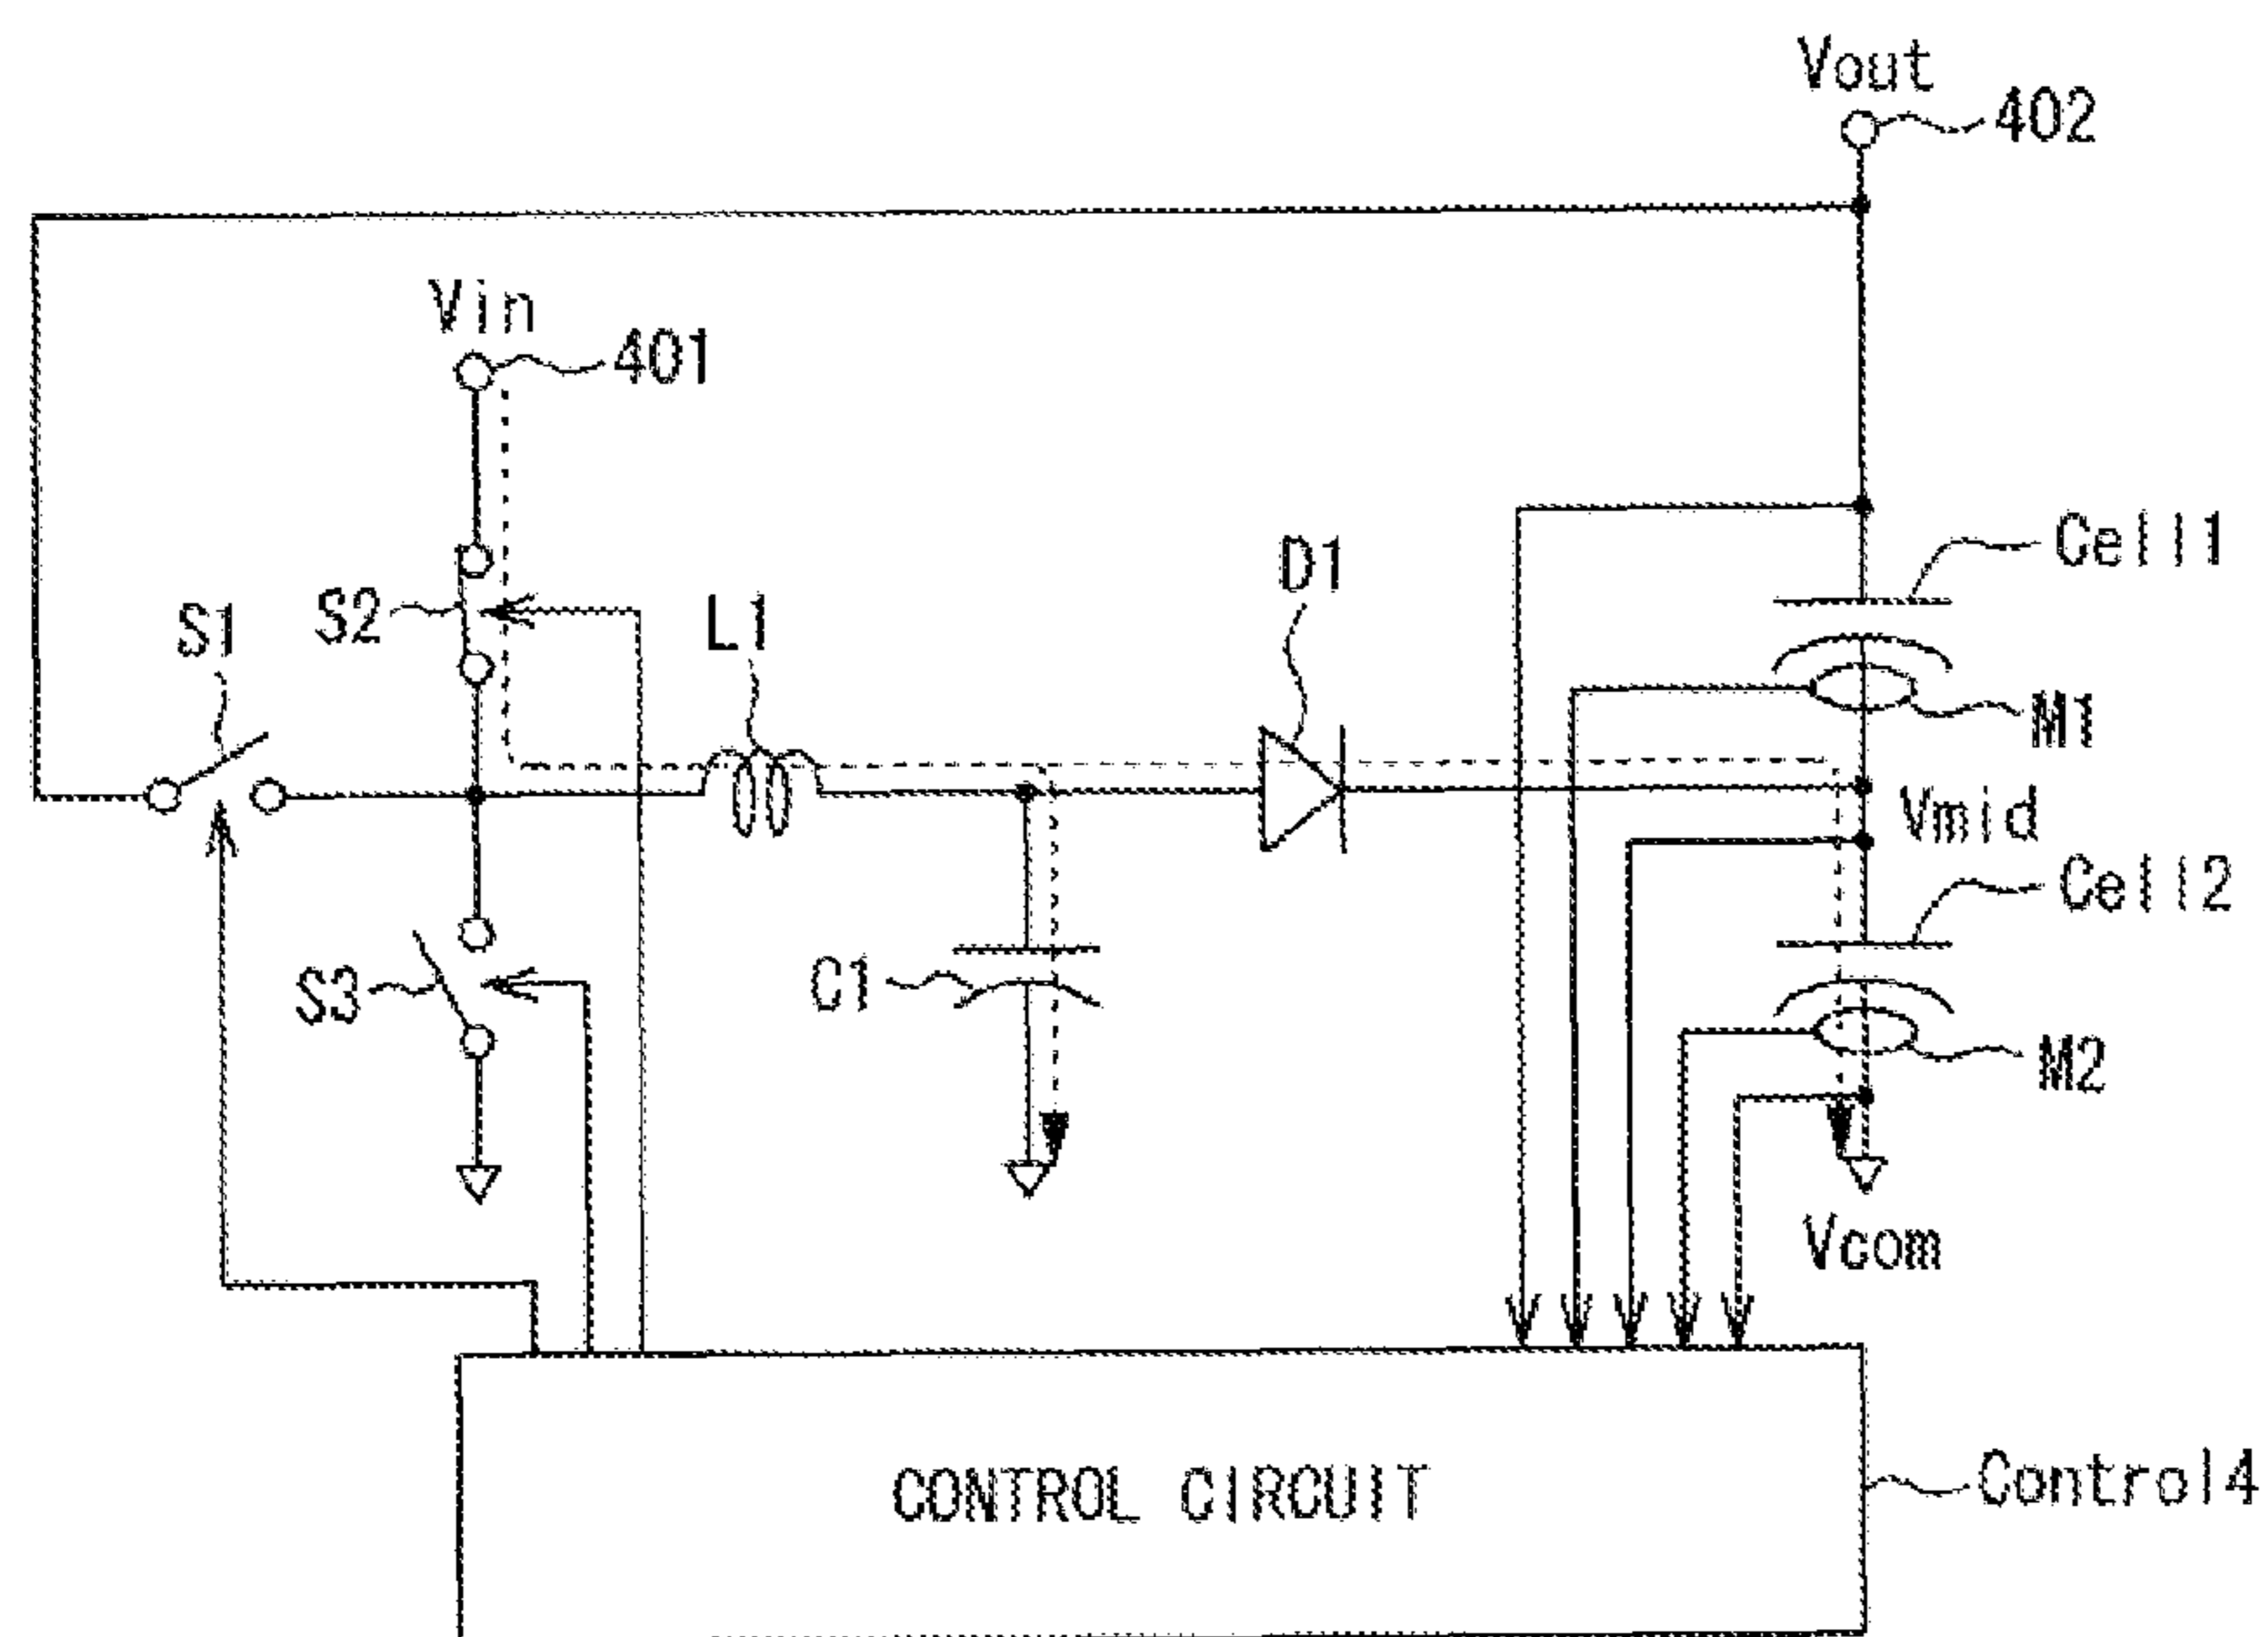 Vout
402
Vin
401
Cell1
D1
S2
L1
S1
M1
Vmid
Cell2
C1
S3
M2
Vcom
CONTROL CIRCUIT
Control4